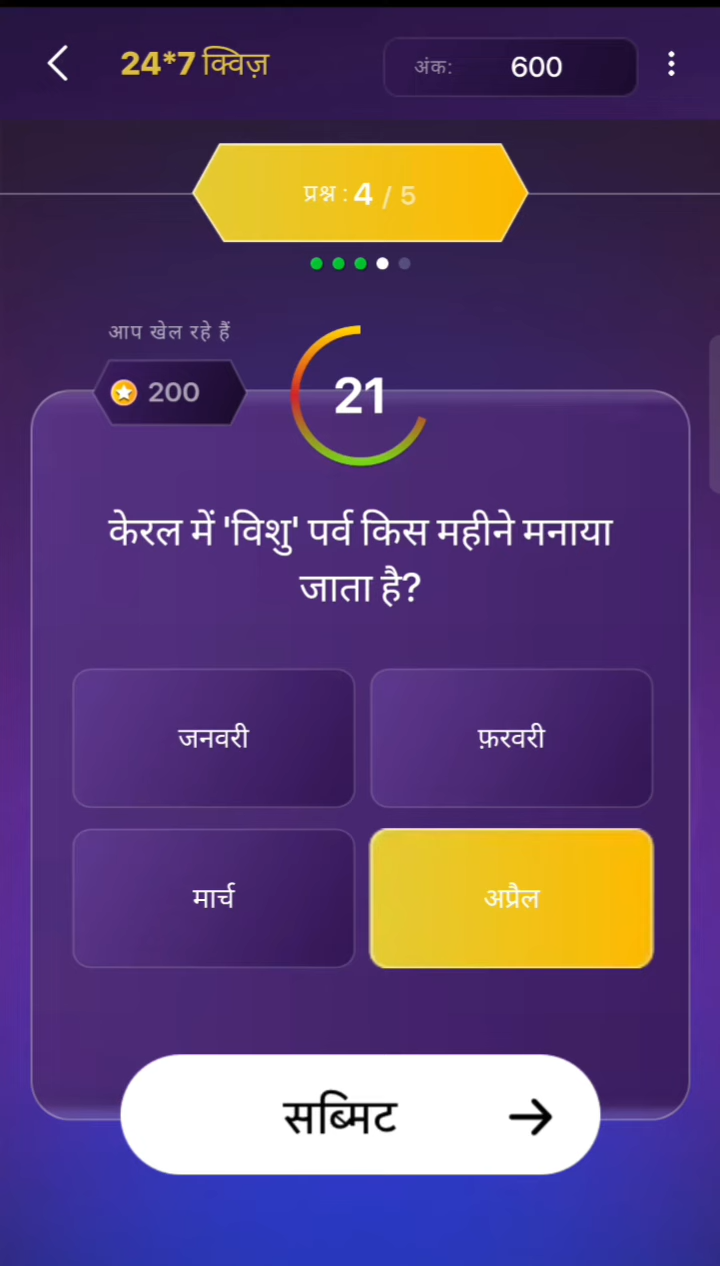 24*7 क्विज़
अंक: 600
प्रश्न : 4 / 5
आप खेल रहे हैं
200
21
केरल में 'विशु' पर्व किस महीने मनाया
जाता है?
जनवरी
फ़रवरी
मार्च
अप्रैल
सब्मिट